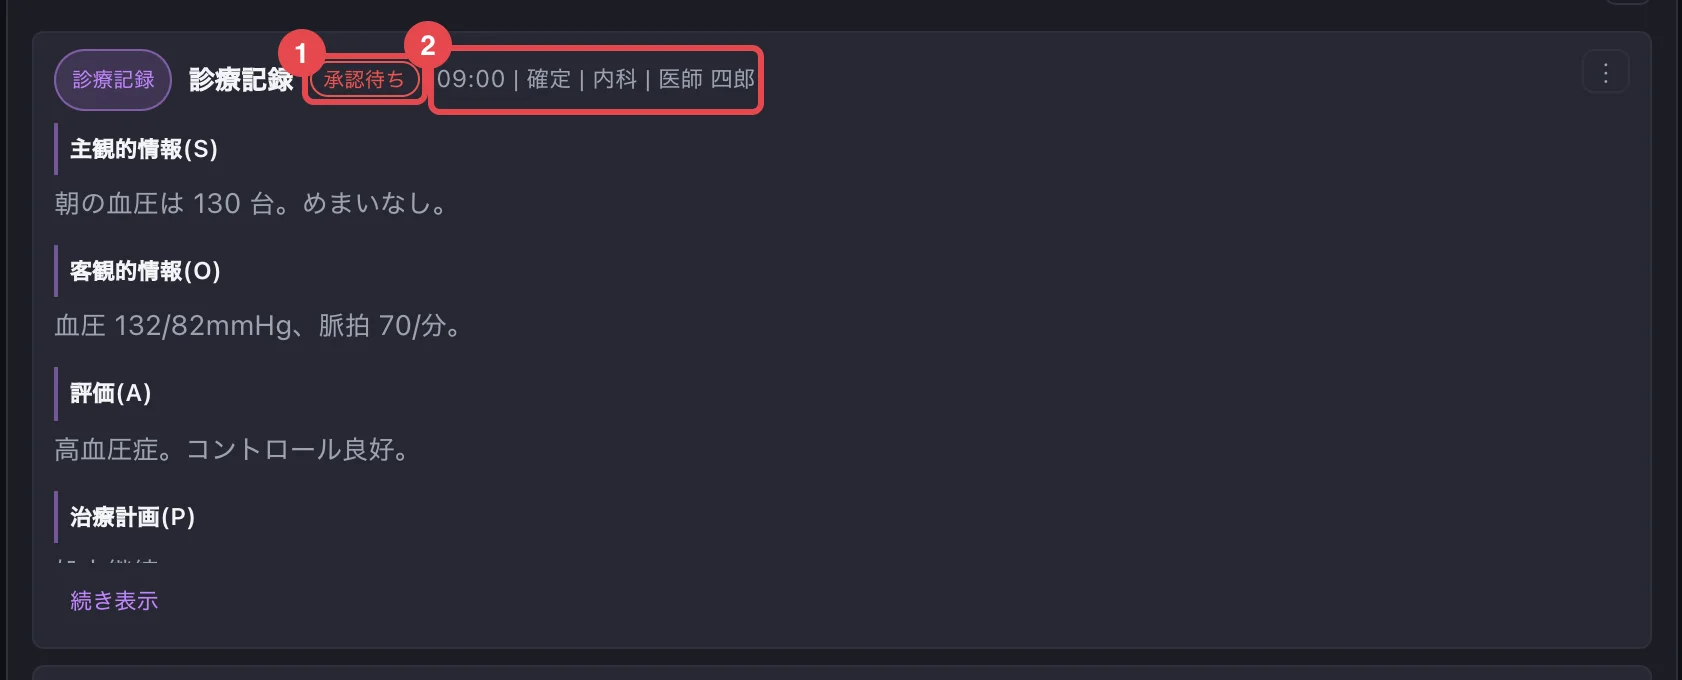 診療記録 診療記録 1 承認待ち 2 09:00 | 確定 | 内科 | 医師 四郎
主観的情報(S)
朝の血圧は 130 台。めまいなし。
客観的情報(O)
血圧 132/82mmHg、脈拍 70/分。
評価(A)
高血圧症。コントロール良好。
治療計画(P)
続き表示